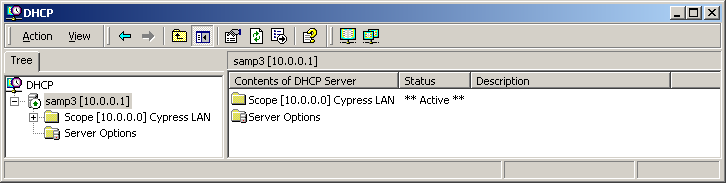 DHCP
Action View
Tree
samp3 [10.0.0.1]
DHCP
samp3 [10.0.0.1]
Scope [10.0.0.0] Cypress LAN
Server Options
Contents of DHCP Server Status Description
Scope [10.0.0.0] Cypress LAN ** Active **
Server Options